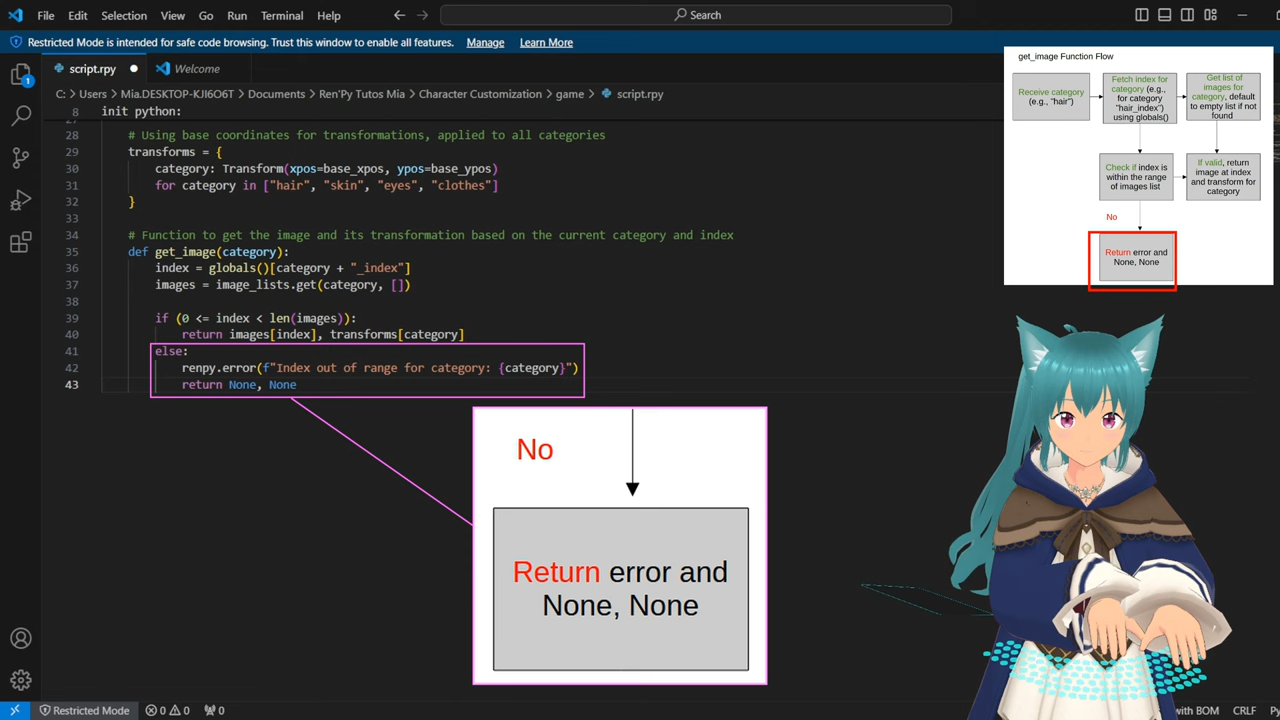 File Edit Selection View Go Run Terminal Help
Search
Restricted Mode is intended for safe code browsing. Trust this window to enable all features. Manage Learn More
script.rpy
Welcome
C: > Users > Mia.DESKTOP-KJI6O6T > Documents > Ren'Py Tutos Mia > Character Customization > game > script.rpy
8 init python:
28 # Using base coordinates for transformations, applied to all categories
29 transforms = {
30 category: Transform(xpos=base_xpos, ypos=base_ypos)
31 for category in ["hair", "skin", "eyes", "clothes"]
32 }
33
34 # Function to get the image and its transformation based on the current category and index
35 def get_image(category):
36 index = globals()[category + "_index"]
37 images = image_lists.get(category, [])
38
39 if (0 <= index < len(images)):
40 return images[index], transforms[category]
41 else:
42 renpy.error(f"Index out of range for category: {category}")
43 return None, None
No
Return error and
None, None
get_image Function Flow
Receive category
(e.g., "hair")
Fetch index for
category (e.g.,
for category
"hair_index")
using globals()
Get list of
images for
category, default
to empty list if not
found
Check if index is
within the range
of images list
If valid, return
image at index
and transform for
category
No
Return error and
None, None
1
Restricted Mode
0
0
0
with BOM
CRLF